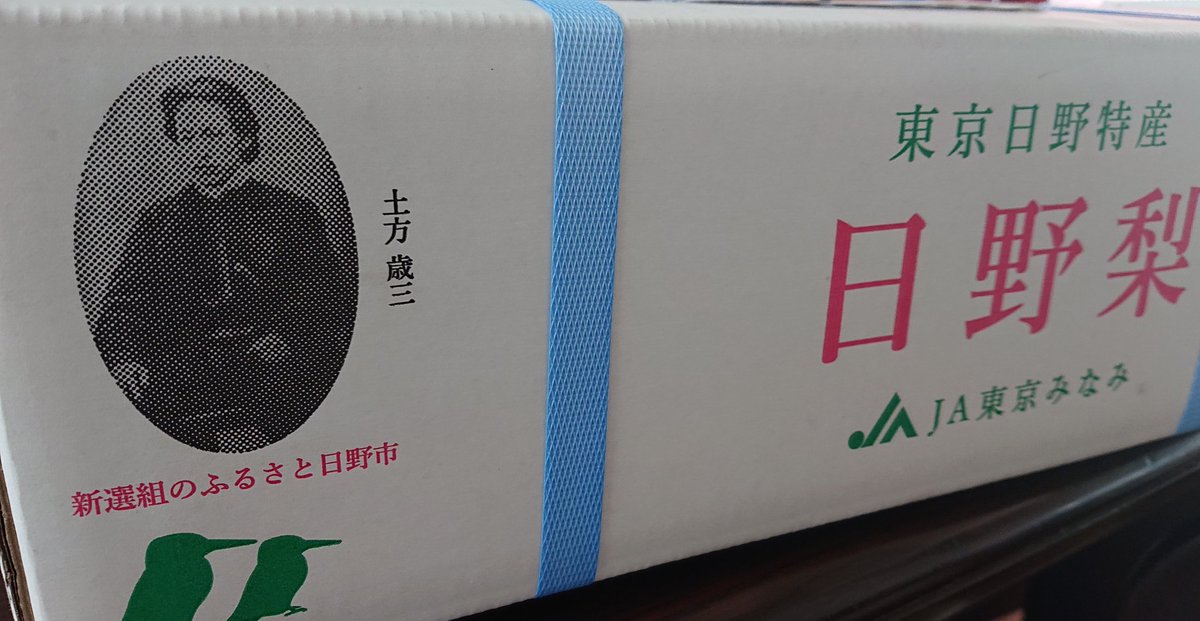 土方歳三
新選組のふるさと日野市
東京日野特産
日野梨
JA東京みなみ